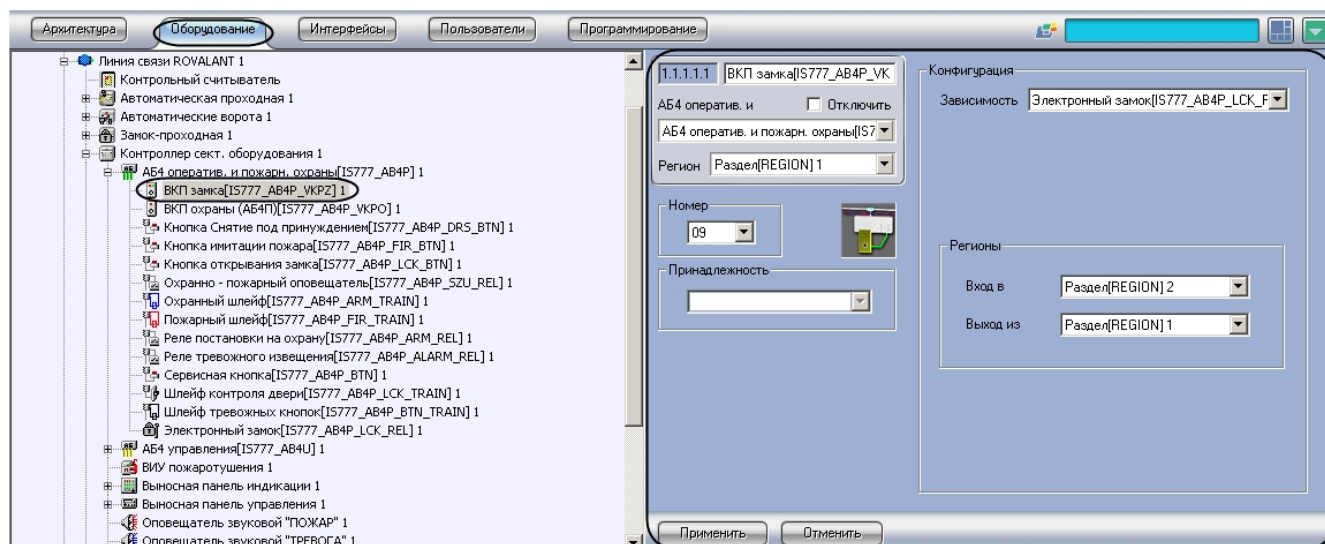 Архитектура Оборудование Интерфейсы Пользователи Программирование
Линия связи ROVALANT 1
Контрольный считыватель
Автоматическая проходная 1
Автоматические ворота 1
Замок-проходная 1
Контроллер сект. оборудования 1
АБ4 оператив. и пожарн. охраны[IS777_AB4P] 1
ВКП замка[IS777_AB4P_VKPZ] 1
ВКП охраны (АБ4П)[IS777_AB4P_VKPO] 1
Кнопка Снятие под принуждением[IS777_AB4P_DRS_BTN] 1
Кнопка имитации пожара[IS777_AB4P_FIR_BTN] 1
Кнопка открывания замка[IS777_AB4P_LCK_BTN] 1
Охранно - пожарный оповещатель[IS777_AB4P_SZU_REL] 1
Охранный шлейф[IS777_AB4P_ARM_TRAIN] 1
Пожарный шлейф[IS777_AB4P_FIR_TRAIN] 1
Реле постановки на охрану[IS777_AB4P_ARM_REL] 1
Реле тревожного извещения[IS777_AB4P_ALARM_REL] 1
Сервисная кнопка[IS777_AB4P_BTN] 1
Шлейф контроля двери[IS777_AB4P_LCK_TRAIN] 1
Шлейф тревожных кнопок[IS777_AB4P_BTN_TRAIN] 1
Электронный замок[IS777_AB4P_LCK_REL] 1
АБ4 управления[IS777_AB4U] 1
ВИУ пожаротушения 1
Выносная панель индикации 1
Выносная панель управления 1
Оповещатель звуковой "ПОЖАР" 1
Оповещатель звуковой "ТРЕВОГА" 1
1.1.1.1.1 ВКП замка[IS777_AB4P_VK
АБ4 оператив. и Отключить
АБ4 оператив. и пожарн. охраны[IS7
Регион Раздел[REGION] 1
Номер
09
Принадлежность
Конфигурация
Зависимость Электронный замок[IS777_AB4P_LCK_F
Регионы
Вход в Раздел[REGION] 2
Выход из Раздел[REGION] 1
Применить Отменить